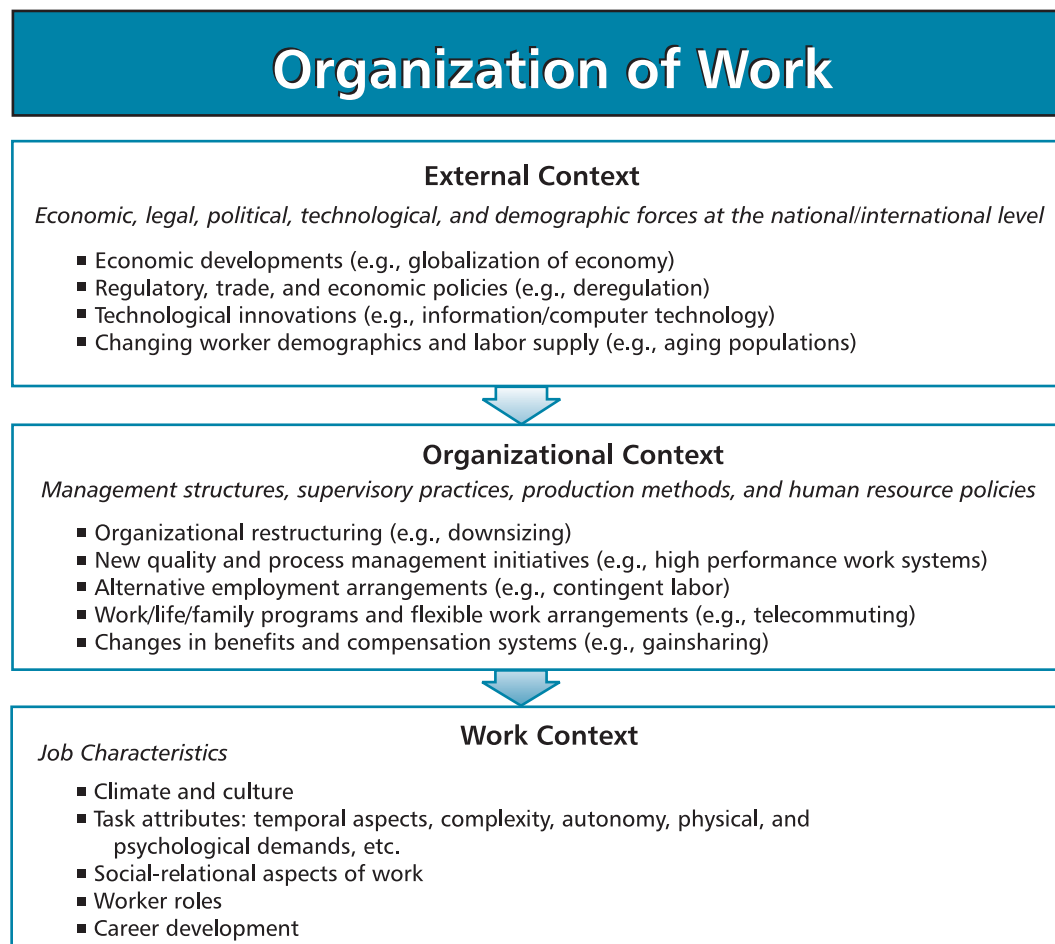 Organization of Work
External Context
Economic, legal, political, technological, and demographic forces at the national/international level
■ Economic developments (e.g., globalization of economy)
■ Regulatory, trade, and economic policies (e.g., deregulation)
■ Technological innovations (e.g., information/computer technology)
■ Changing worker demographics and labor supply (e.g., aging populations)
Organizational Context
Management structures, supervisory practices, production methods, and human resource policies
■ Organizational restructuring (e.g., downsizing)
■ New quality and process management initiatives (e.g., high performance work systems)
■ Alternative employment arrangements (e.g., contingent labor)
■ Work/life/family programs and flexible work arrangements (e.g., telecommuting)
■ Changes in benefits and compensation systems (e.g., gainsharing)
Work Context
Job Characteristics
■ Climate and culture
■ Task attributes: temporal aspects, complexity, autonomy, physical, and
psychological demands, etc.
■ Social-relational aspects of work
■ Worker roles
■ Career development